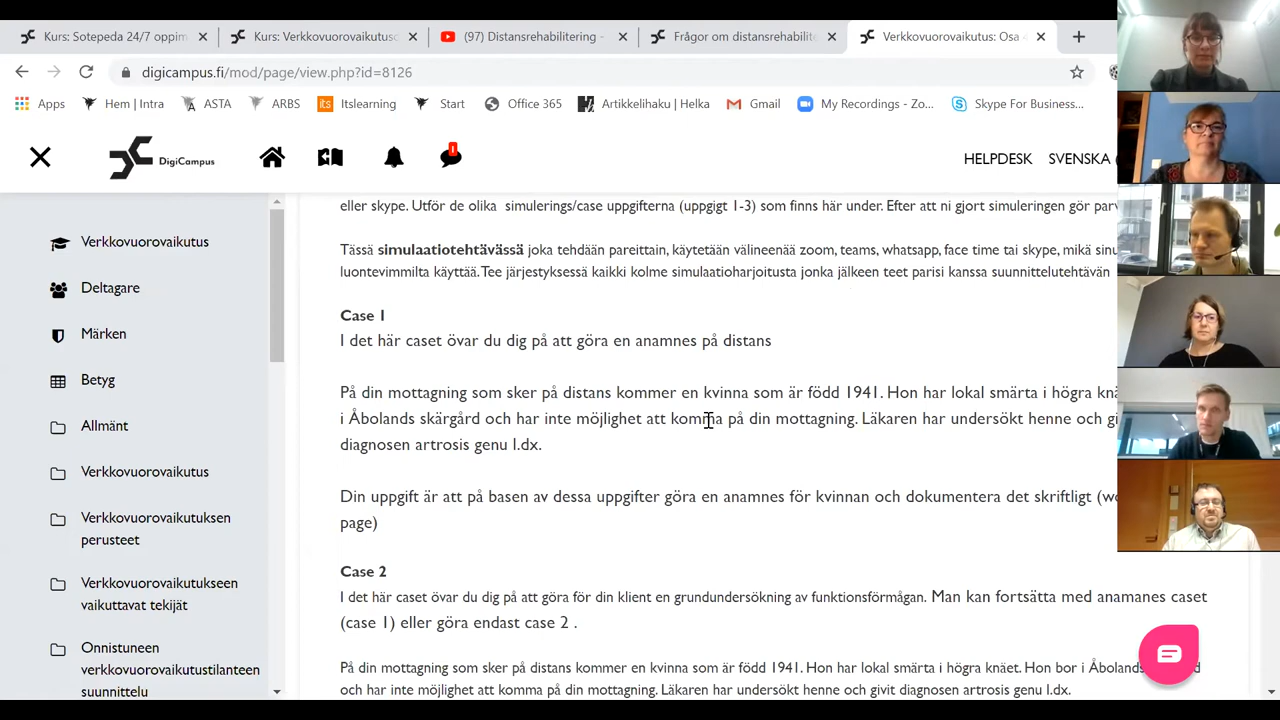 Kurs: Sotepeda 24/7 oppim
Kurs: Verkkovuorovaikutuso
(97) Distansrehabilitering -
Frågor om distansrehabilite
Verkkovuorovaikutus: Osa
digicampus.fi/mod/page/view.php?id=8126
Apps
Hem | Intra
ASTA
ARBS
its
Itslearning
Start
Office 365
Artikkelihaku | Helka
Gmail
My Recordings - Zo...
Skype For Business...
DigiCampus
HELPDESK
SVENSKA
Verkkovuorovaikutus
Deltagare
Märken
Betyg
Allmänt
Verkkovuorovaikutus
Verkkovuorovaikutuksen
perusteet
Verkkovuorovaikutukseen
vaikuttavat tekijät
Onnistuneen
verkkovuorovaikutustilanteen
suunnittelu
eller skype. Utför de olika simulerings/case uppgifterna (uppgigt 1-3) som finns här under. Efter att ni gjort simuleringen gör par
Tässä simulaatiotehtävässä joka tehdään pareittain, käytetään välineenää zoom, teams, whatsapp, face time tai skype, mikä sinu
luontevimmilta käyttää. Tee järjestyksessä kaikki kolme simulaatioharjoitusta jonka jälkeen teet parisi kanssa suunnittelutehtävän
Case 1
I det här caset övar du dig på att göra en anamnes på distans
På din mottagning som sker på distans kommer en kvinna som är född 1941. Hon har lokal smärta i högra knä
i Åbolands skärgård och har inte möjlighet att komma på din mottagning. Läkaren har undersökt henne och gi
diagnosen artrosis genu l.dx.
Din uppgift är att på basen av dessa uppgifter göra en anamnes för kvinnan och dokumentera det skriftligt (wo
page)
Case 2
I det här caset övar du dig på att göra för din klient en grundundersökning av funktionsförmågan. Man kan fortsätta med anamanes caset
(case 1) eller göra endast case 2 .
På din mottagning som sker på distans kommer en kvinna som är född 1941. Hon har lokal smärta i högra knäet. Hon bor i Åbolands
och har inte möjlighet att komma på din mottagning. Läkaren har undersökt henne och givit diagnosen artrosis genu l.dx.